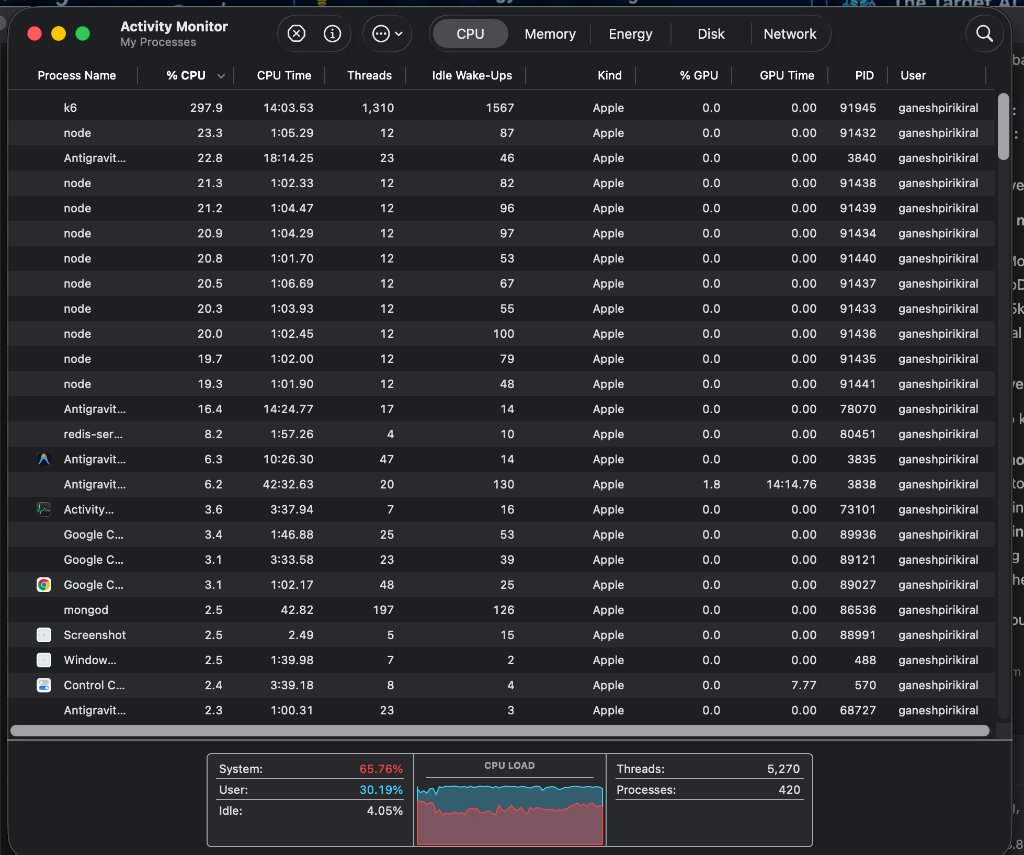 Activity Monitor
My Processes
CPU Memory Energy Disk Network
Process Name % CPU CPU Time Threads Idle Wake-Ups Kind % GPU GPU Time PID User
k6 297.9 14:03.53 1,310 1567 Apple 0.0 0.00 91945 ganeshpirikiral
node 23.3 1:05.29 12 87 Apple 0.0 0.00 91432 ganeshpirikiral
Antigravit... 22.8 18:14.25 23 46 Apple 0.0 0.00 3840 ganeshpirikiral
node 21.3 1:02.33 12 82 Apple 0.0 0.00 91438 ganeshpirikiral
node 21.2 1:04.47 12 96 Apple 0.0 0.00 91439 ganeshpirikiral
node 20.9 1:04.29 12 97 Apple 0.0 0.00 91434 ganeshpirikiral
node 20.8 1:01.70 12 53 Apple 0.0 0.00 91440 ganeshpirikiral
node 20.5 1:06.69 12 67 Apple 0.0 0.00 91437 ganeshpirikiral
node 20.3 1:03.93 12 55 Apple 0.0 0.00 91433 ganeshpirikiral
node 20.0 1:02.45 12 100 Apple 0.0 0.00 91436 ganeshpirikiral
node 19.7 1:02.00 12 79 Apple 0.0 0.00 91435 ganeshpirikiral
node 19.3 1:01.90 12 48 Apple 0.0 0.00 91441 ganeshpirikiral
Antigravit... 16.4 14:24.77 17 14 Apple 0.0 0.00 78070 ganeshpirikiral
redis-ser... 8.2 1:57.26 4 10 Apple 0.0 0.00 80451 ganeshpirikiral
Antigravit... 6.3 10:26.30 47 14 Apple 0.0 0.00 3835 ganeshpirikiral
Antigravit... 6.2 42:32.63 20 130 Apple 1.8 14:14.76 3838 ganeshpirikiral
Activity... 3.6 3:37.94 7 16 Apple 0.0 0.00 73101 ganeshpirikiral
Google C... 3.4 1:46.88 25 53 Apple 0.0 0.00 89936 ganeshpirikiral
Google C... 3.1 3:33.58 23 39 Apple 0.0 0.00 89121 ganeshpirikiral
Google C... 3.1 1:02.17 48 25 Apple 0.0 0.00 89027 ganeshpirikiral
mongod 2.5 42.82 197 126 Apple 0.0 0.00 86536 ganeshpirikiral
Screenshot 2.5 2.49 5 15 Apple 0.0 0.00 88991 ganeshpirikiral
Window... 2.5 1:39.98 7 2 Apple 0.0 0.00 488 ganeshpirikiral
Control C... 2.4 3:39.18 8 4 Apple 0.0 7.77 570 ganeshpirikiral
Antigravit... 2.3 1:00.31 23 3 Apple 0.0 0.00 68727 ganeshpirikiral
System: 65.76% CPU LOAD Threads: 5,270
User: 30.19% Processes: 420
Idle: 4.05%